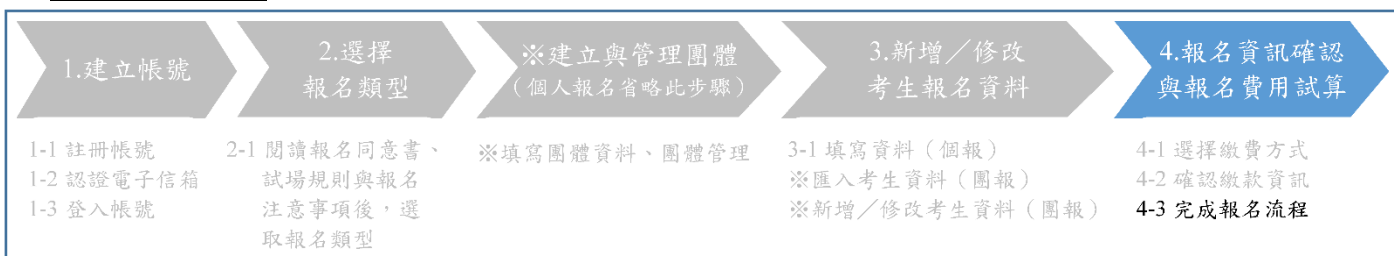 1.建立帳號
2.選擇
報名類型
※建立與管理團體
（個人報名省略此步驟）
3.新增／修改
考生報名資料
4.報名資訊確認
與報名費用試算
1-1 註冊帳號
1-2 認證電子信箱
1-3 登入帳號
2-1 閱讀報名同意書、
試場規則與報名
注意事項後，選
取報名類型
※填寫團體資料、團體管理
3-1 填寫資料（個報）
※匯入考生資料（團報）
※新增／修改考生資料（團報）
4-1 選擇繳費方式
4-2 確認繳款資訊
4-3 完成報名流程